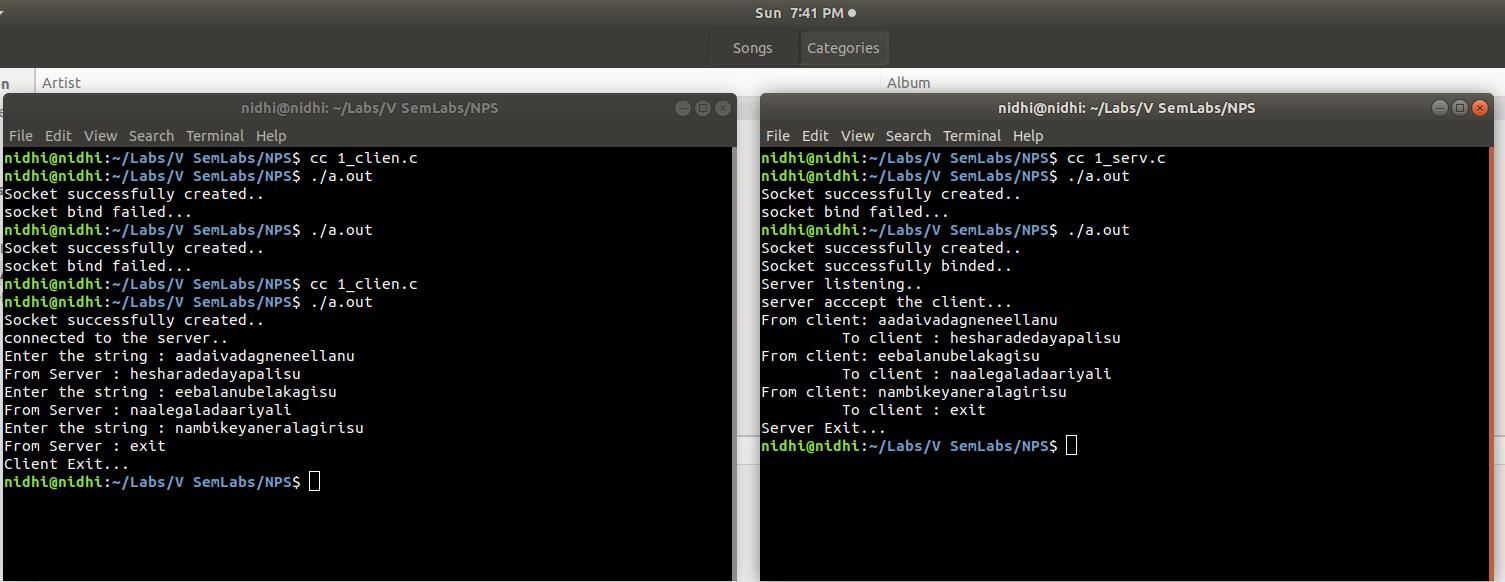 Sun 7:41 PM
Songs Categories
Artist Album
nidhi@nidhi: ~/Labs/V SemLabs/NPS
File Edit View Search Terminal Help
nidhi@nidhi:~/Labs/V SemLabs/NPS$ cc 1_clien.c
nidhi@nidhi:~/Labs/V SemLabs/NPS$ ./a.out
Socket successfully created..
socket bind failed...
nidhi@nidhi:~/Labs/V SemLabs/NPS$ ./a.out
Socket successfully created..
socket bind failed...
nidhi@nidhi:~/Labs/V SemLabs/NPS$ cc 1_clien.c
nidhi@nidhi:~/Labs/V SemLabs/NPS$ ./a.out
Socket successfully created..
connected to the server..
Enter the string : aadaivadagneneellanu
From Server : hesharadedayapalisu
Enter the string : eebalanubelakagisu
From Server : naalegaladaariyali
Enter the string : nambikeyaneralagirisu
From Server : exit
Client Exit...
nidhi@nidhi:~/Labs/V SemLabs/NPS$
nidhi@nidhi: ~/Labs/V SemLabs/NPS
File Edit View Search Terminal Help
nidhi@nidhi:~/Labs/V SemLabs/NPS$ cc 1_serv.c
nidhi@nidhi:~/Labs/V SemLabs/NPS$ ./a.out
Socket successfully created..
socket bind failed...
nidhi@nidhi:~/Labs/V SemLabs/NPS$ ./a.out
Socket successfully created..
Socket successfully binded..
Server listening..
server acccept the client...
From client: aadaivadagneneellanu
To client : hesharadedayapalisu
From client: eebalanubelakagisu
To client : naalegaladaariyali
From client: nambikeyaneralagirisu
To client : exit
Server Exit...
nidhi@nidhi:~/Labs/V SemLabs/NPS$